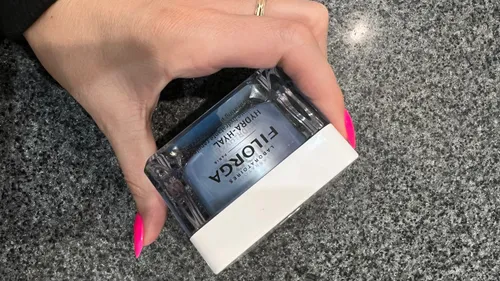 LABORATOIRES
FILORGA
PARIS
HYDRA-HYAL